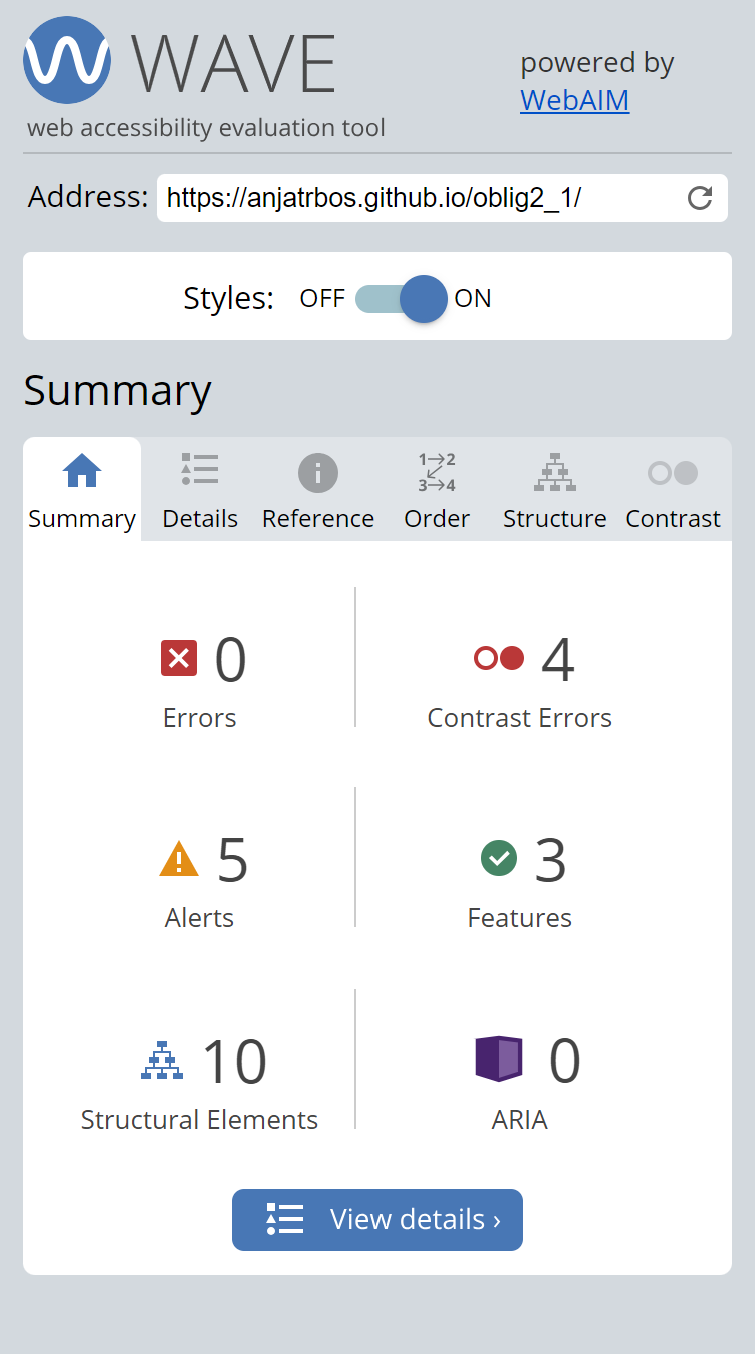 WAVE
powered by
WebAIM
web accessibility evaluation tool
Address: https://anjatrbos.github.io/oblig2_1/
Styles: OFF ON
Summary
1 2
3 4
Summary Details Reference Order Structure Contrast
0 4
Errors Contrast Errors
5 3
Alerts Features
10 0
Structural Elements ARIA
View details ›